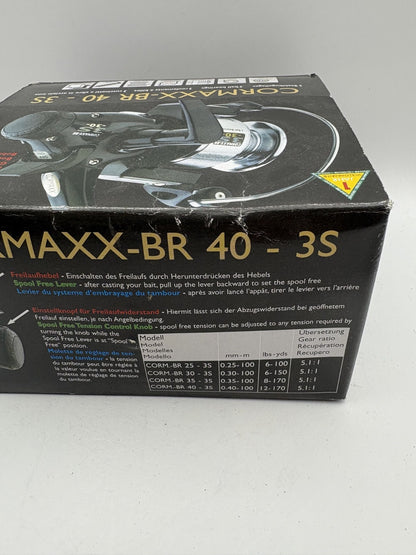 CORMAXX-BR 40 - 3S
CORMAXX
40
RMAXX-BR 40 - 3S
Freilaufhebel - Einschalten des Freilaufs durch Herunterdrücken des Hebels
Spool Free Lever - after casting your bait, pull up the lever backward to set the spool free
Levier du systeme d'embrayage du tambour - après avoir lancé l'appât, tirer le levier vers l'arrière
Einstellknopf für Freilaufwiderstand - Hiermit lässt sich der Abzugswiderstand bei geöffnetem
Freilauf einstellen, je nach Angelbedingung.
Spool Free Tension Control Knob - spool free tension can be adjusted to any tension required by
turning the knob while the
Spool Free Lever is at "Spool
Free" position.
Molette de réglage de ten-
sion du tambour - la tension
du tambour peut être réglée à
la valeur voulue en tournant la
molette de réglage de tension
du tambour.
Modell
Model
Modelles
Modello
mm-m
lbs-yds
Übersetzung
Gear ratio
Récupération
Recupero
CORM.-BR 25 - 3S 0.25-100 6-100 5,1:1
CORM.-BR 30 - 3S 0.30-100 6-150 5,1:1
CORM.-BR 35 - 3S 0.35-100 8-170 5,1:1
CORM.-BR 40 - 3S 0.40-100 12-170 5,1:1